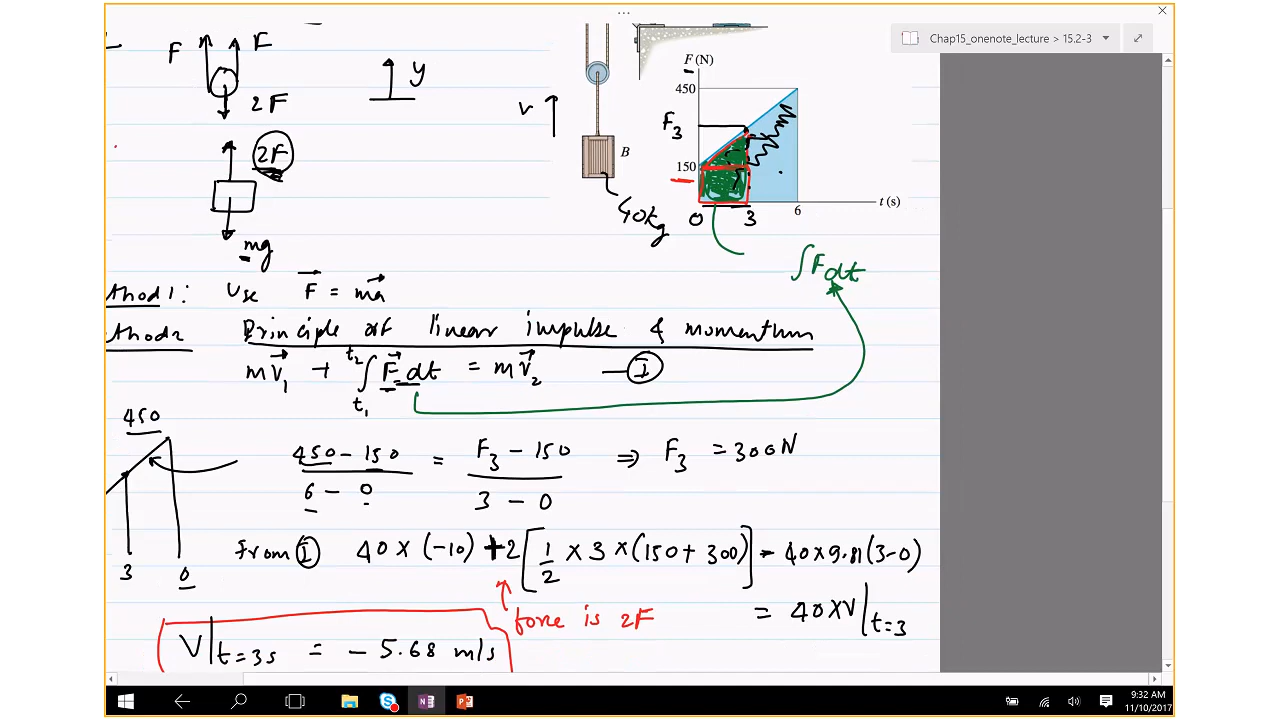 Chap15_onenote_lecture > 15.2-3
F F
2F
y
v
B
40kg
F (N)
450
F3
150
0 3 6
t (s)
2F
mg
∫Fdt
thod 1: Use F = ma
thod 2 Principle of linear impulse & momentum
mv1 + ∫ t1 t2 F dt = mv2 — I
450
3 0
450 - 150 / 6 - 0 = F3 - 150 / 3 - 0 ⇒ F3 = 300N
From I 40 × (-10) + 2 [1/2 × 3 × (150 + 300)] - 40 × 9.81 (3-0)
= 40 × V|t=3
force is 2F
V|t=3s = - 5.68 m/s
9:32 AM
11/10/2017